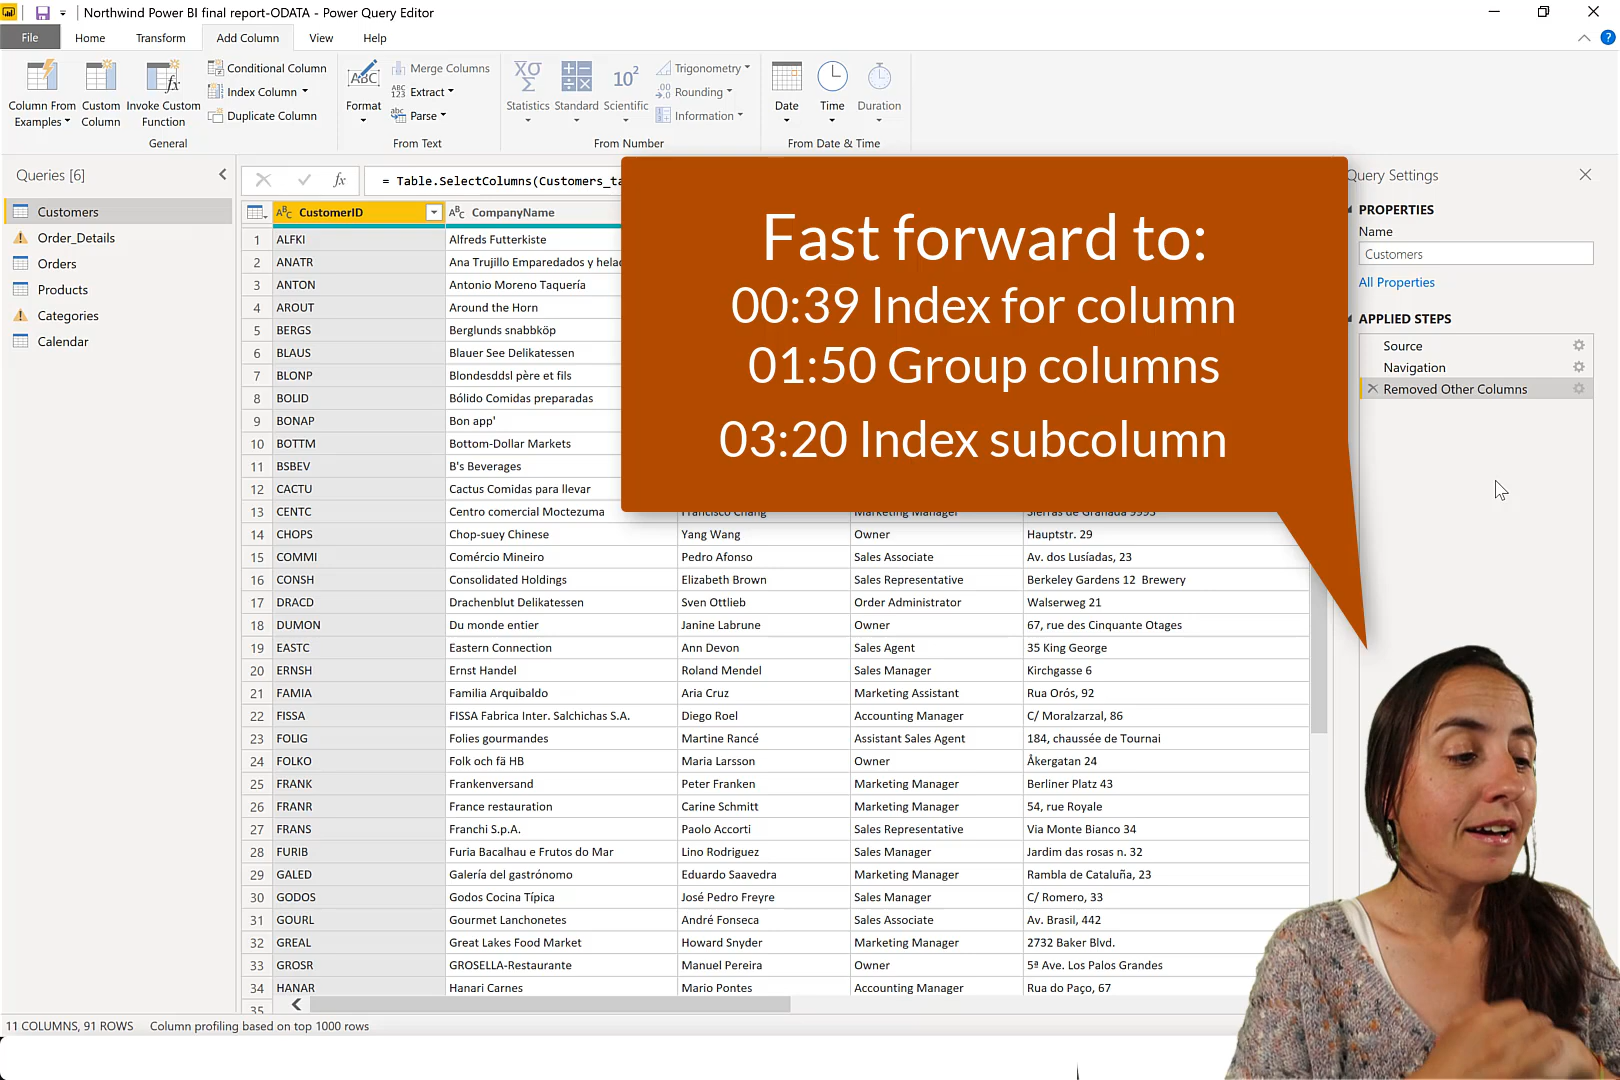 Northwind Power BI final report-ODATA - Power Query Editor
File Home Transform Add Column View Help
Column From Examples
Custom Column
Invoke Custom Function
Conditional Column
Index Column
Duplicate Column
General
Format
Merge Columns
Extract
Parse
From Text
Statistics
Standard
Scientific
Trigonometry
Rounding
Information
From Number
Date
Time
Duration
From Date & Time
Queries [6]
Customers
Order_Details
Orders
Products
Categories
Calendar
= Table.SelectColumns(Customers_ta
CustomerID CompanyName
1 ALFKI Alfreds Futterkiste
2 ANATR Ana Trujillo Emparedados y helad
3 ANTON Antonio Moreno Taquería
4 AROUT Around the Horn
5 BERGS Berglunds snabbköp
6 BLAUS Blauer See Delikatessen
7 BLONP Blondesddsl père et fils
8 BOLID Bólido Comidas preparadas
9 BONAP Bon app'
10 BOTTM Bottom-Dollar Markets
11 BSBEV B's Beverages
12 CACTU Cactus Comidas para llevar
13 CENTC Centro comercial Moctezuma Francisco Chang Marketing Manager Sierras de Granada 9993
14 CHOPS Chop-suey Chinese Yang Wang Owner Hauptstr. 29
15 COMMI Comércio Mineiro Pedro Afonso Sales Associate Av. dos Lusíadas, 23
16 CONSH Consolidated Holdings Elizabeth Brown Sales Representative Berkeley Gardens 12 Brewery
17 DRACD Drachenblut Delikatessen Sven Ottlieb Order Administrator Walserweg 21
18 DUMON Du monde entier Janine Labrune Owner 67, rue des Cinquante Otages
19 EASTC Eastern Connection Ann Devon Sales Agent 35 King George
20 ERNSH Ernst Handel Roland Mendel Sales Manager Kirchgasse 6
21 FAMIA Familia Arquibaldo Aria Cruz Marketing Assistant Rua Orós, 92
22 FISSA FISSA Fabrica Inter. Salchichas S.A. Diego Roel Accounting Manager C/ Moralzarzal, 86
23 FOLIG Folies gourmandes Martine Rancé Assistant Sales Agent 184, chaussée de Tournai
24 FOLKO Folk och fä HB Maria Larsson Owner Åkergatan 24
25 FRANK Frankenversand Peter Franken Marketing Manager Berliner Platz 43
26 FRANR France restauration Carine Schmitt Marketing Manager 54, rue Royale
27 FRANS Franchi S.p.A. Paolo Accorti Sales Representative Via Monte Bianco 34
28 FURIB Furia Bacalhau e Frutos do Mar Lino Rodriguez Sales Manager Jardim das rosas n. 32
29 GALED Galería del gastrónomo Eduardo Saavedra Marketing Manager Rambla de Cataluña, 23
30 GODOS Godos Cocina Típica José Pedro Freyre Sales Manager C/ Romero, 33
31 GOURL Gourmet Lanchonetes André Fonseca Sales Associate Av. Brasil, 442
32 GREAL Great Lakes Food Market Howard Snyder Marketing Manager 2732 Baker Blvd.
33 GROSR GROSELLA-Restaurante Manuel Pereira Owner 5ª Ave. Los Palos Grandes
34 HANAR Hanari Carnes Mario Pontes Accounting Manager Rua do Paço, 67
35
Fast forward to:
00:39 Index for column
01:50 Group columns
03:20 Index subcolumn
Query Settings
PROPERTIES
Name
Customers
All Properties
APPLIED STEPS
Source
Navigation
Removed Other Columns
11 COLUMNS, 91 ROWS Column profiling based on top 1000 rows